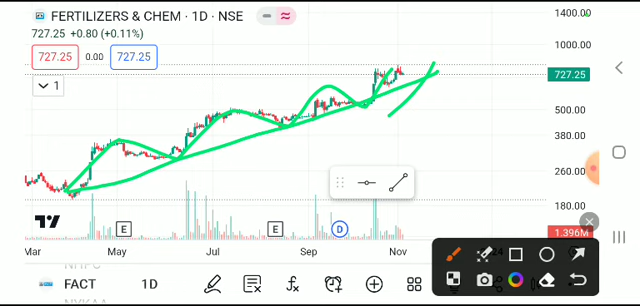 FERTILIZERS & CHEM · 1D · NSE
1400.00
727.25 +0.80 (+0.11%)
1000.00
727.25 0.00 727.25
727.25
1
500.00
380.00
260.00
180.00
E E D
1.396M
Mar May Jul Sep Nov
FACT 1D
NYKAA